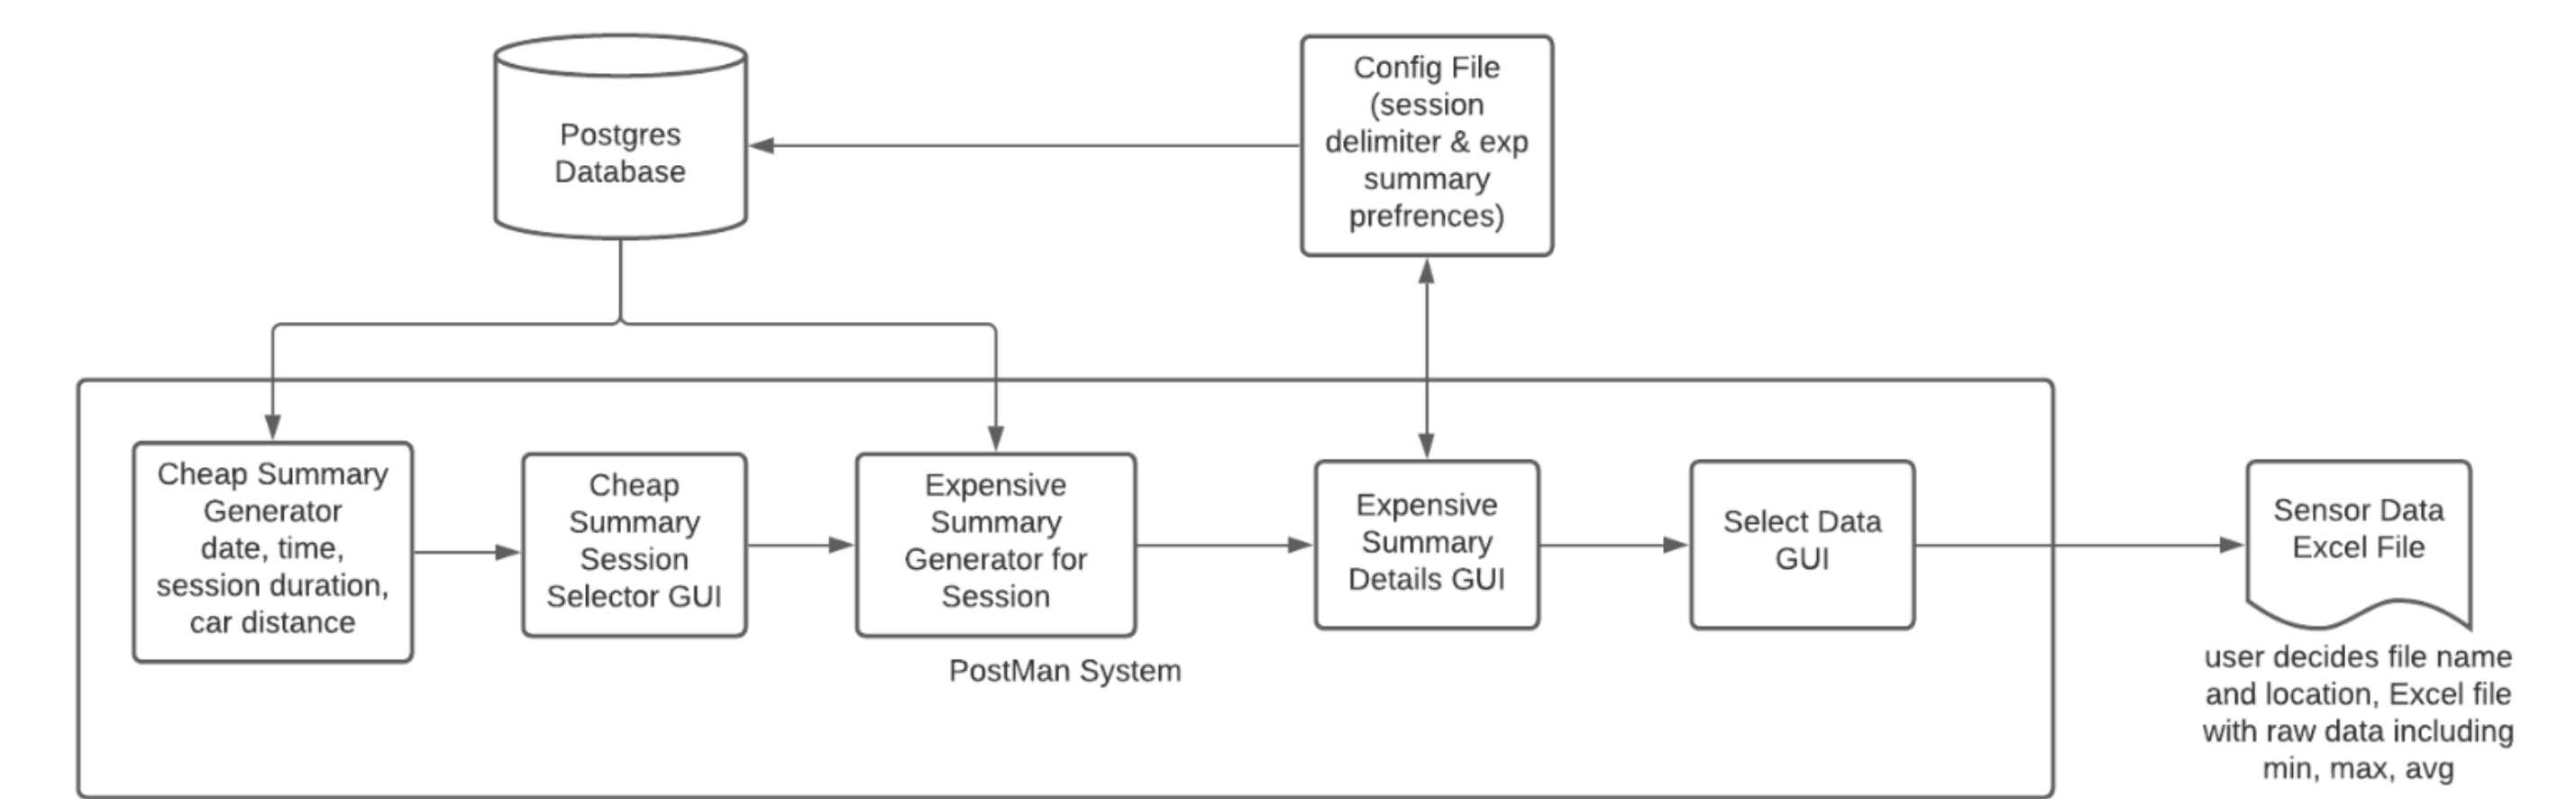 Postgres
Database
Config File
(session
delimiter & exp
summary
prefrences)
Cheap Summary
Generator
date, time,
session duration,
car distance
Cheap
Summary
Session
Selector GUI
Expensive
Summary
Generator for
Session
Expensive
Summary
Details GUI
Select Data
GUI
Sensor Data
Excel File
PostMan System
user decides file name
and location, Excel file
with raw data including
min, max, avg